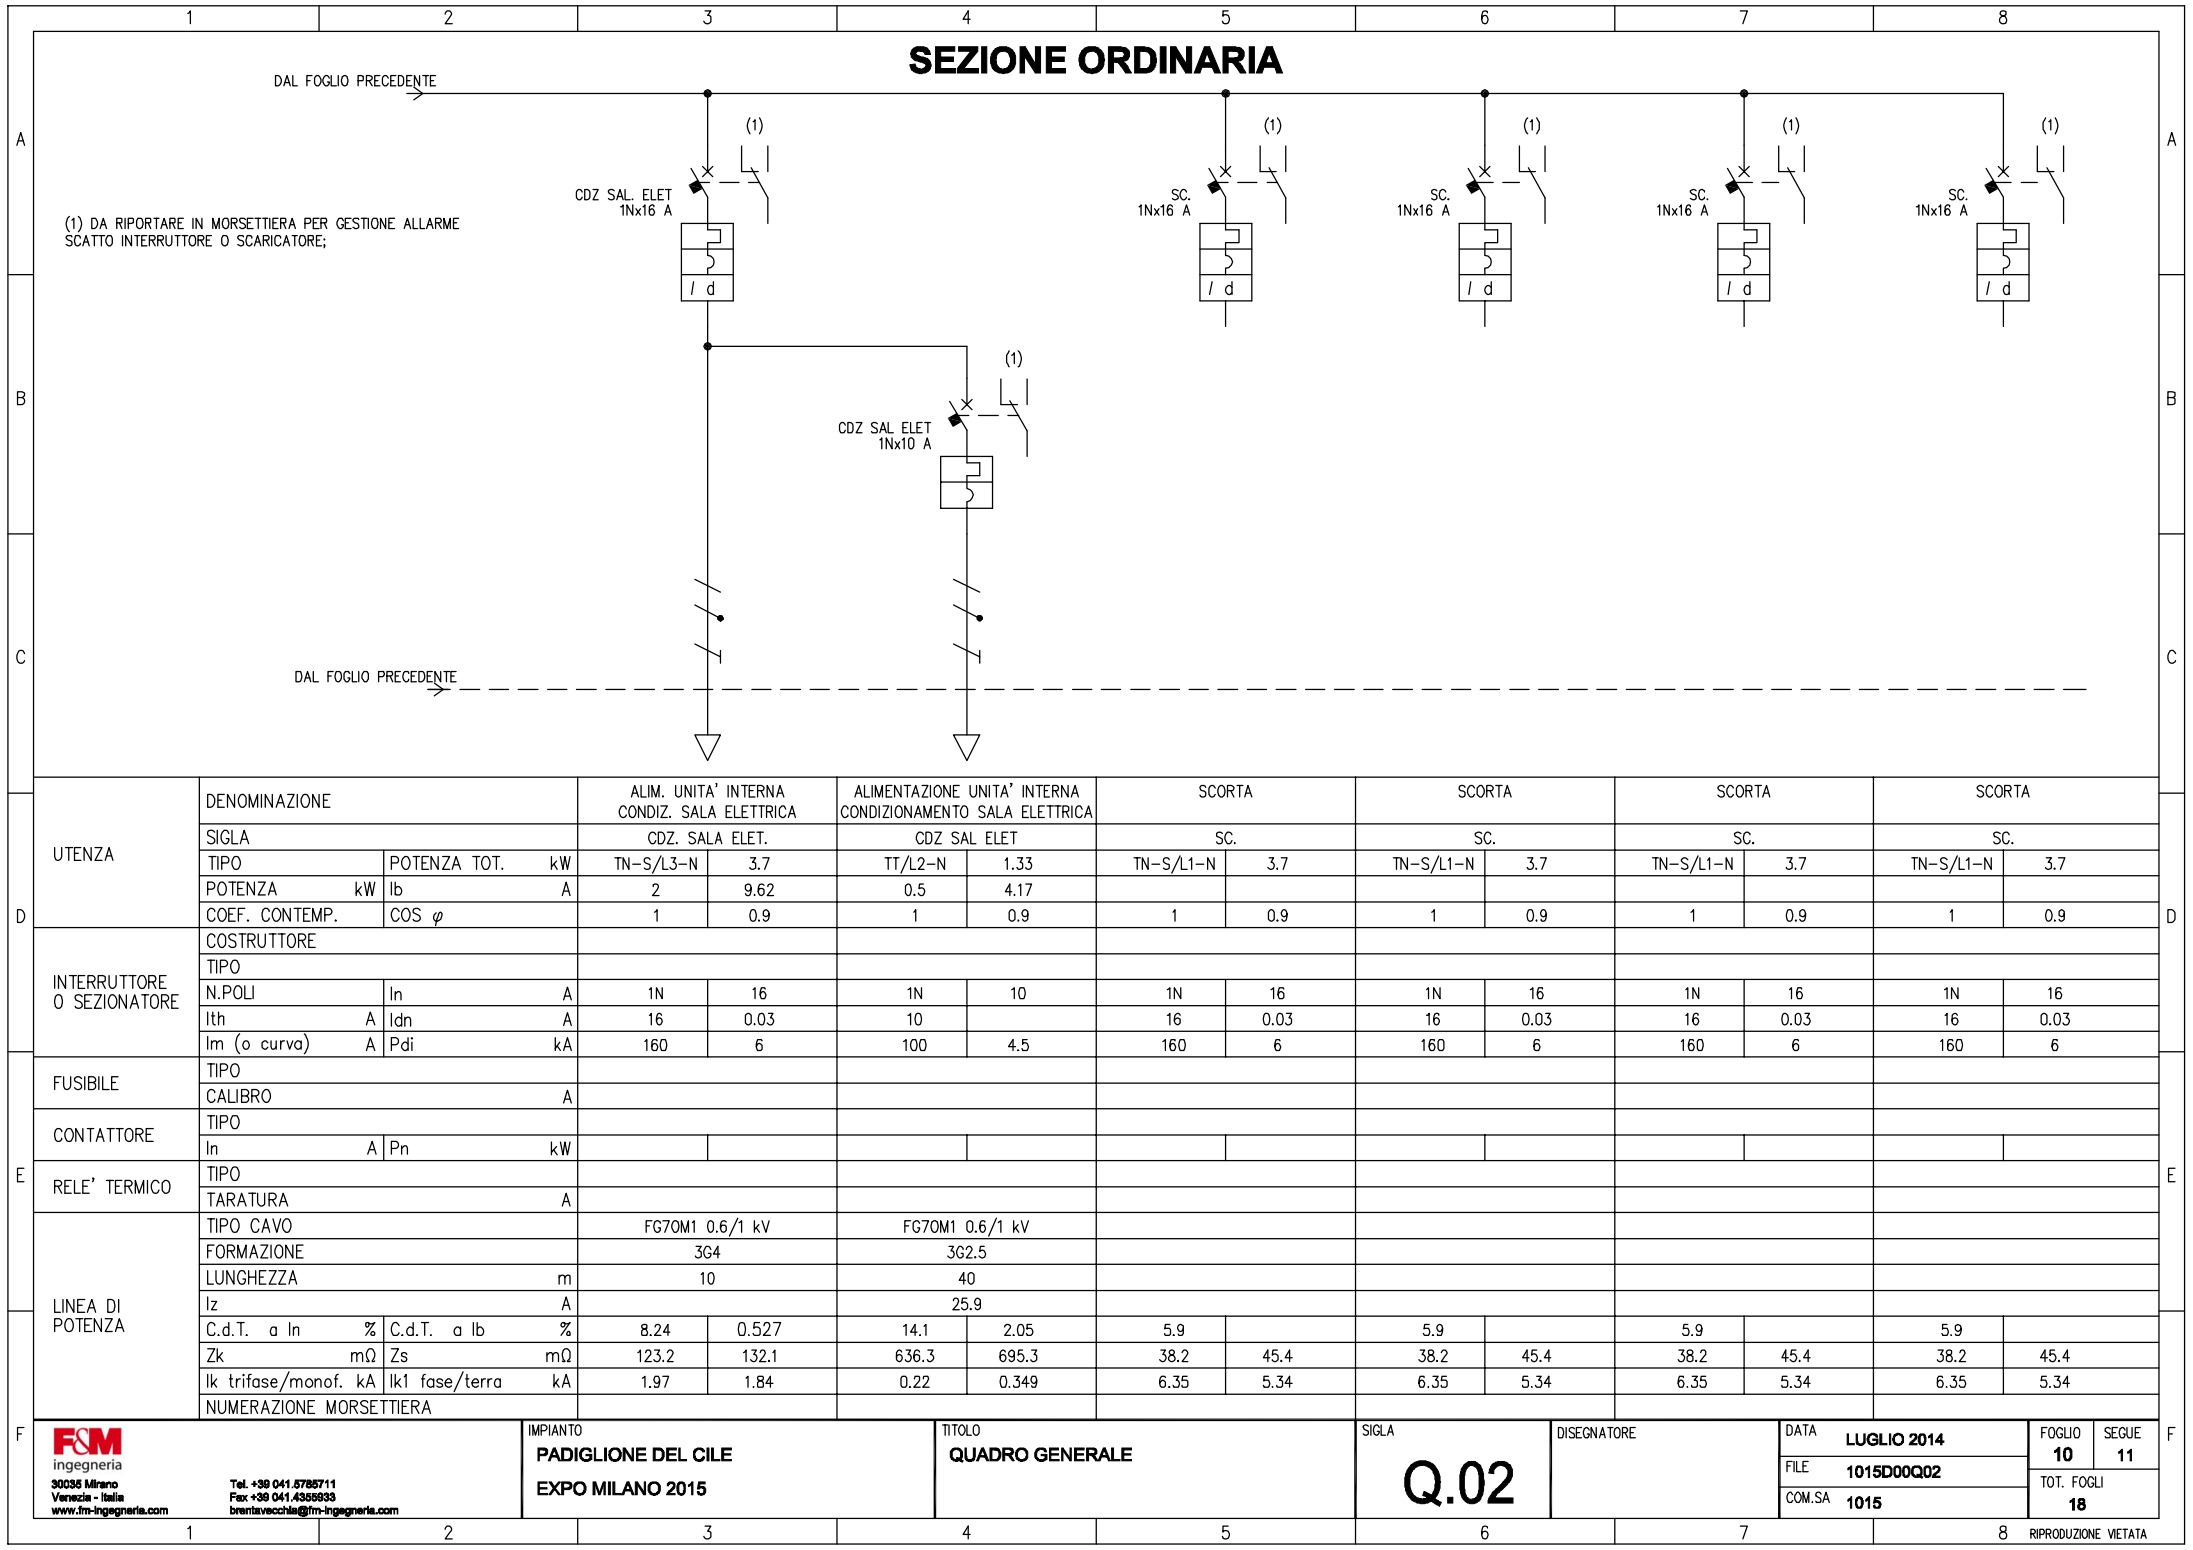 1 2 3 4 5 6 7 8
SEZIONE ORDINARIA
DAL FOGLIO PRECEDENTE
(1) (1) (1) (1) (1)
A A
CDZ SAL. ELET SC. SC. SC. SC.
1Nx16 A 1Nx16 A 1Nx16 A 1Nx16 A 1Nx16 A
(1) DA RIPORTARE IN MORSETTIERA PER GESTIONE ALLARME
SCATTO INTERRUTTORE O SCARICATORE;
I d I d I d I d I d
(1)
B B
CDZ SAL ELET
1Nx10 A
C C
DAL FOGLIO PRECEDENTE
UTENZA
DENOMINAZIONE
ALIM. UNITA' INTERNA
CONDIZ. SALA ELETTRICA
ALIMENTAZIONE UNITA' INTERNA
CONDIZIONAMENTO SALA ELETTRICA
SCORTA SCORTA SCORTA SCORTA
SIGLA CDZ. SALA ELET. CDZ SAL ELET SC. SC. SC. SC.
TIPO POTENZA TOT. kW TN-S/L3-N 3.7 TT/L2-N 1.33 TN-S/L1-N 3.7 TN-S/L1-N 3.7 TN-S/L1-N 3.7 TN-S/L1-N 3.7
POTENZA kW Ib A 2 9.62 0.5 4.17
D D
COEF. CONTEMP. COS φ 1 0.9 1 0.9 1 0.9 1 0.9 1 0.9 1 0.9
INTERRUTTORE
O SEZIONATORE
COSTRUTTORE
TIPO
N.POLI In A 1N 16 1N 10 1N 16 1N 16 1N 16 1N 16
Ith A Idn A 16 0.03 10 16 0.03 16 0.03 16 0.03 16 0.03
Im (o curva) A Pdi kA 160 6 100 4.5 160 6 160 6 160 6 160 6
FUSIBILE
TIPO
CALIBRO A
CONTATTORE
TIPO
In A Pn kW
E E
RELE' TERMICO
TIPO
TARATURA A
LINEA DI
POTENZA
TIPO CAVO FG7OM1 0.6/1 kV FG7OM1 0.6/1 kV
FORMAZIONE 3G4 3G2.5
LUNGHEZZA m 10 40
Iz A 25.9
C.d.T. a In % C.d.T. a Ib % 8.24 0.527 14.1 2.05 5.9 5.9 5.9 5.9
Zk mΩ Zs mΩ 123.2 132.1 636.3 695.3 38.2 45.4 38.2 45.4 38.2 45.4 38.2 45.4
Ik trifase/monof. kA Ik1 fase/terra kA 1.97 1.84 0.22 0.349 6.35 5.34 6.35 5.34 6.35 5.34 6.35 5.34
NUMERAZIONE MORSETTIERA
F F
F&M
ingegneria
30035 Mirano
Venezia - Italia
www.fm-ingegneria.com
Tel. +39 041.5785711
Fax +39 041.4355933
brentavecchia@fm-ingegneria.com
IMPIANTO
PADIGLIONE DEL CILE
EXPO MILANO 2015
TITOLO
QUADRO GENERALE
SIGLA
Q.02
DISEGNATORE
DATA LUGLIO 2014
FILE 1015D00Q02
COM.SA 1015
FOGLIO 10
SEGUE 11
TOT. FOGLI
18
1 2 3 4 5 6 7 8
RIPRODUZIONE VIETATA